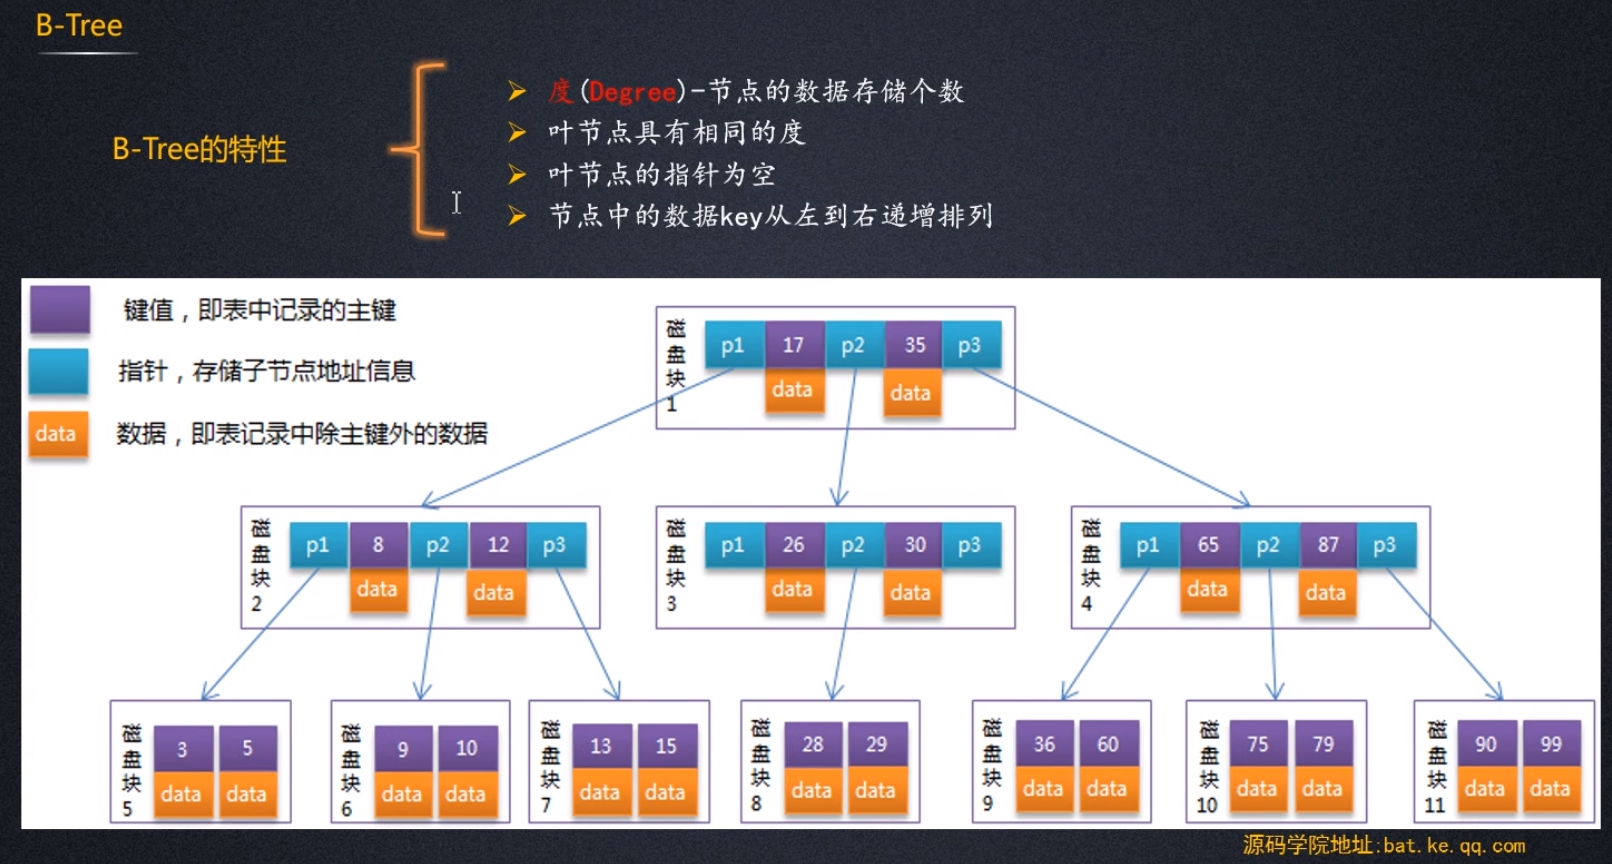 B-Tree
B-Tree的特性
度(Degree)-节点的数据存储个数
叶节点具有相同的度
叶节点的指针为空
节点中的数据key从左到右递增排列
键值，即表中记录的主键
指针，存储子节点地址信息
data 数据，即表记录中除主键外的数据
磁盘块1
p1 17 p2 35 p3
data data
磁盘块2
p1 8 p2 12 p3
data data
磁盘块3
p1 26 p2 30 p3
data data
磁盘块4
p1 65 p2 87 p3
data data
磁盘块5
3 5
data data
磁盘块6
9 10
data data
磁盘块7
13 15
data data
磁盘块8
28 29
data data
磁盘块9
36 60
data data
磁盘块10
75 79
data data
磁盘块11
90 99
data data
源码学院地址:bat.ke.qq.com